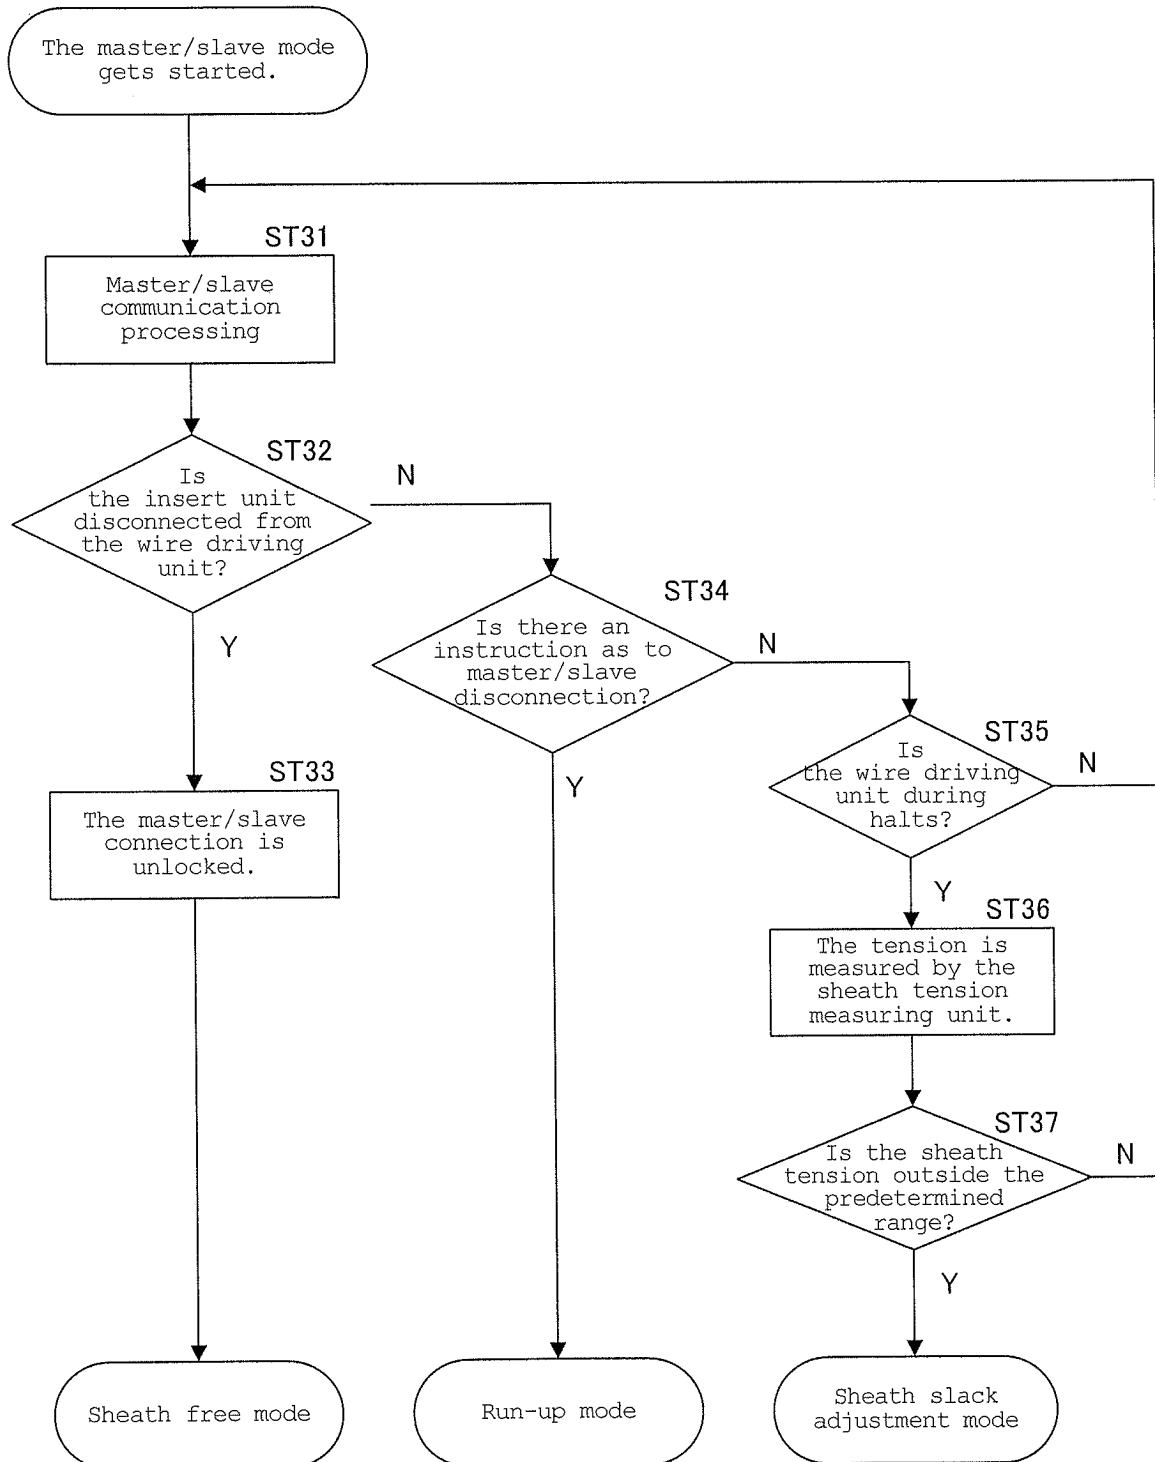 The master/slave mode
gets started.
ST31
Master/slave
communication
processing
ST32
Is
the insert unit
disconnected from
the wire driving
unit?
N
Y
ST34
Is there an
instruction as to
master/slave
disconnection?
N
Y
ST33
The master/slave
connection is
unlocked.
ST35
Is
the wire driving
unit during
halts?
N
Y
ST36
The tension is
measured by the
sheath tension
measuring unit.
ST37
Is the sheath
tension outside the
predetermined
range?
N
Y
Sheath free mode
Run-up mode
Sheath slack
adjustment mode